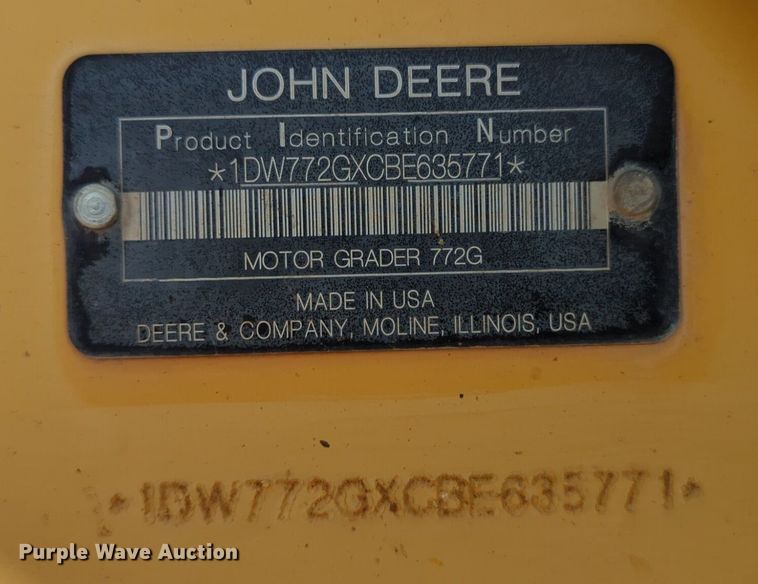 JOHN DEERE
Product Identification Number
*1DW772GXCBE635771*
MOTOR GRADER 772G
MADE IN USA
DEERE & COMPANY, MOLINE, ILLINOIS, USA
*1DW772GXCBE635771*
Purple Wave Auction